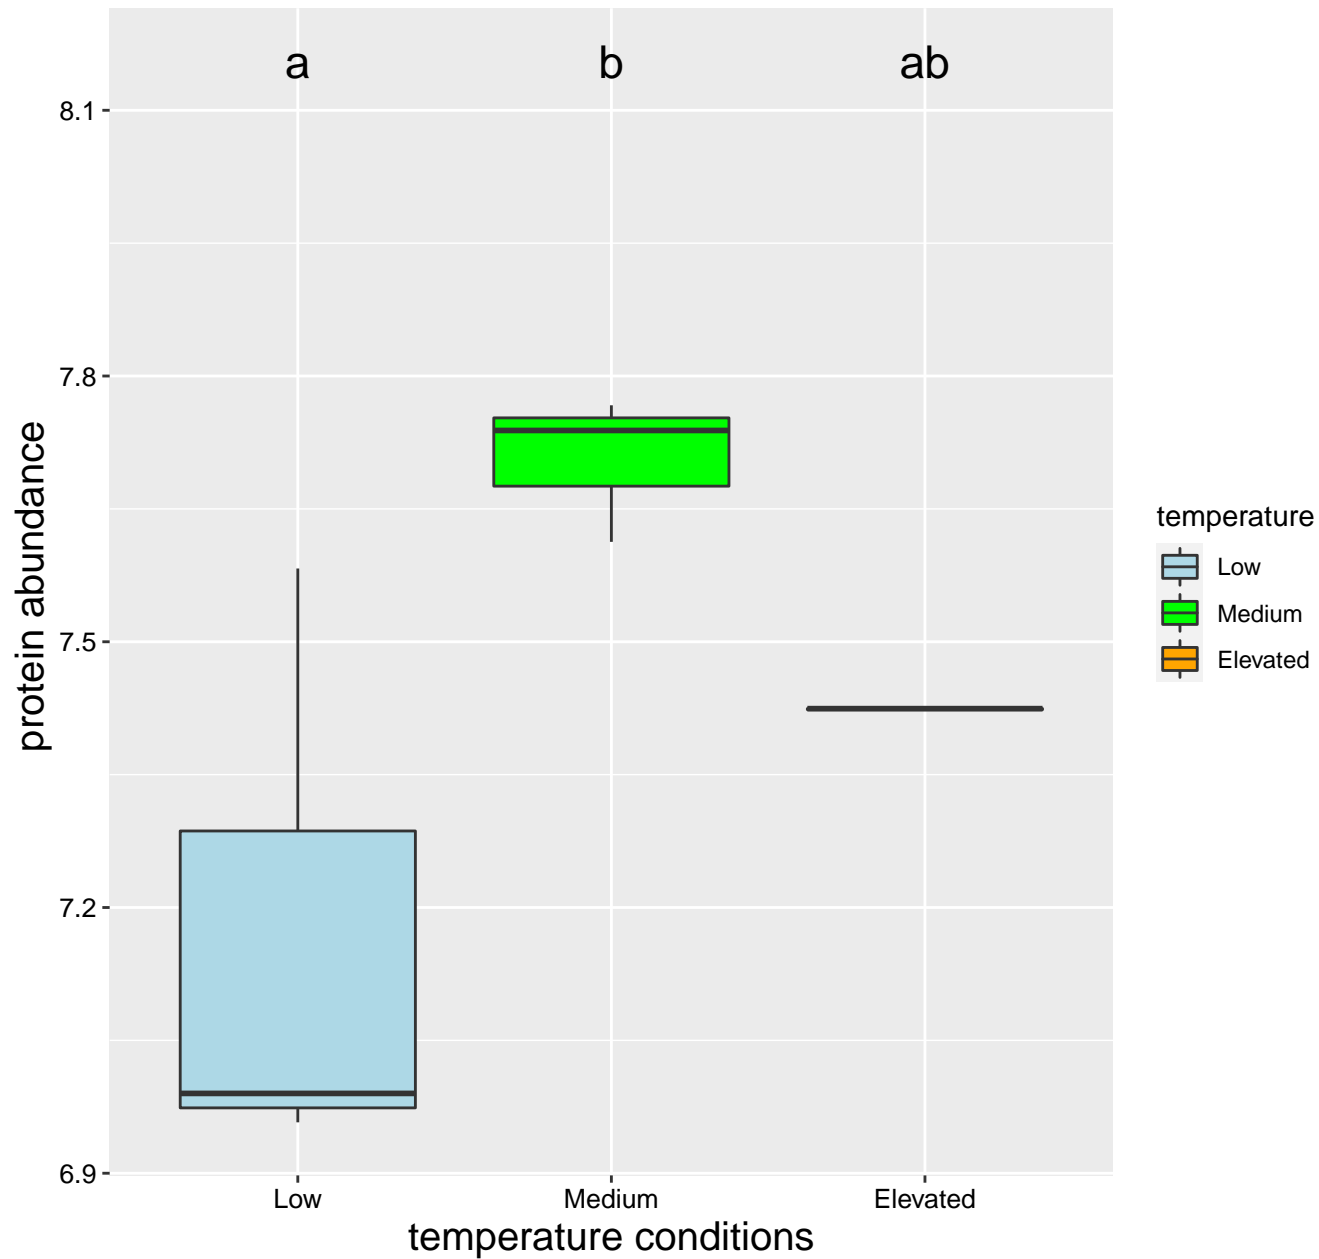 a b ab
8.1
7.8
7.5
7.2
6.9
protein abundance
Low Medium Elevated
temperature conditions
temperature
Low
Medium
Elevated